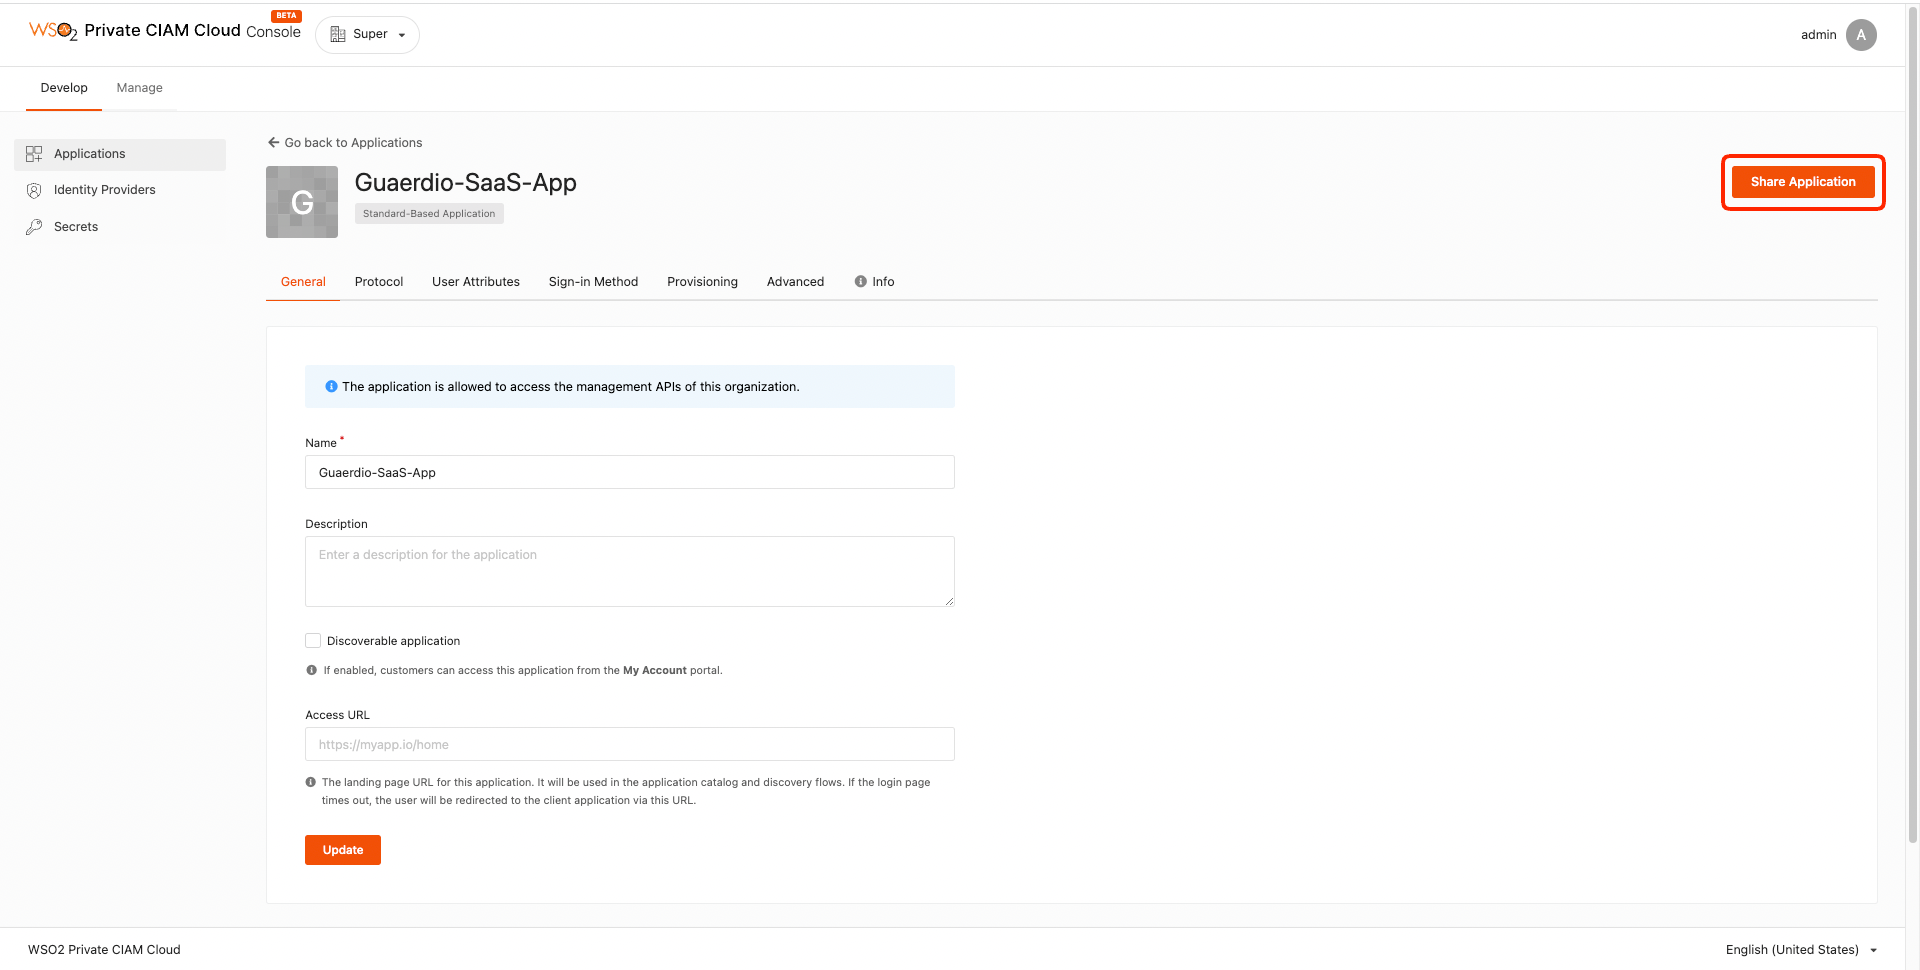 WSO2 Private CIAM Cloud Console BETA
Super
admin A
Develop Manage
Applications
Identity Providers
Secrets
Go back to Applications
G
Guaerdio-SaaS-App
Standard-Based Application
Share Application
General Protocol User Attributes Sign-in Method Provisioning Advanced Info
The application is allowed to access the management APIs of this organization.
Name *
Guaerdio-SaaS-App
Description
Enter a description for the application
Discoverable application
If enabled, customers can access this application from the My Account portal.
Access URL
https://myapp.io/home
The landing page URL for this application. It will be used in the application catalog and discovery flows. If the login page
times out, the user will be redirected to the client application via this URL.
Update
WSO2 Private CIAM Cloud
English (United States)